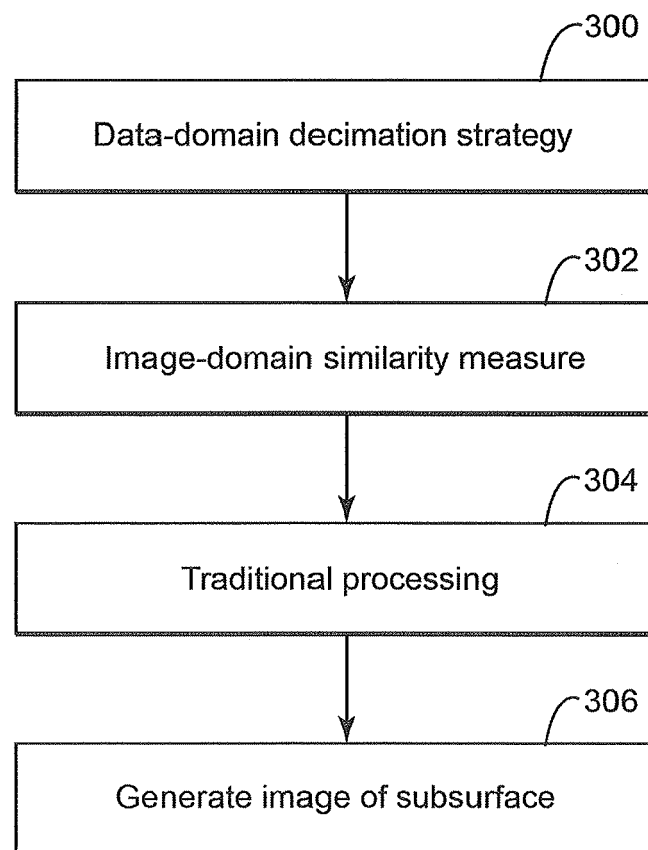 300
Data-domain decimation strategy
302
Image-domain similarity measure
304
Traditional processing
306
Generate image of subsurface